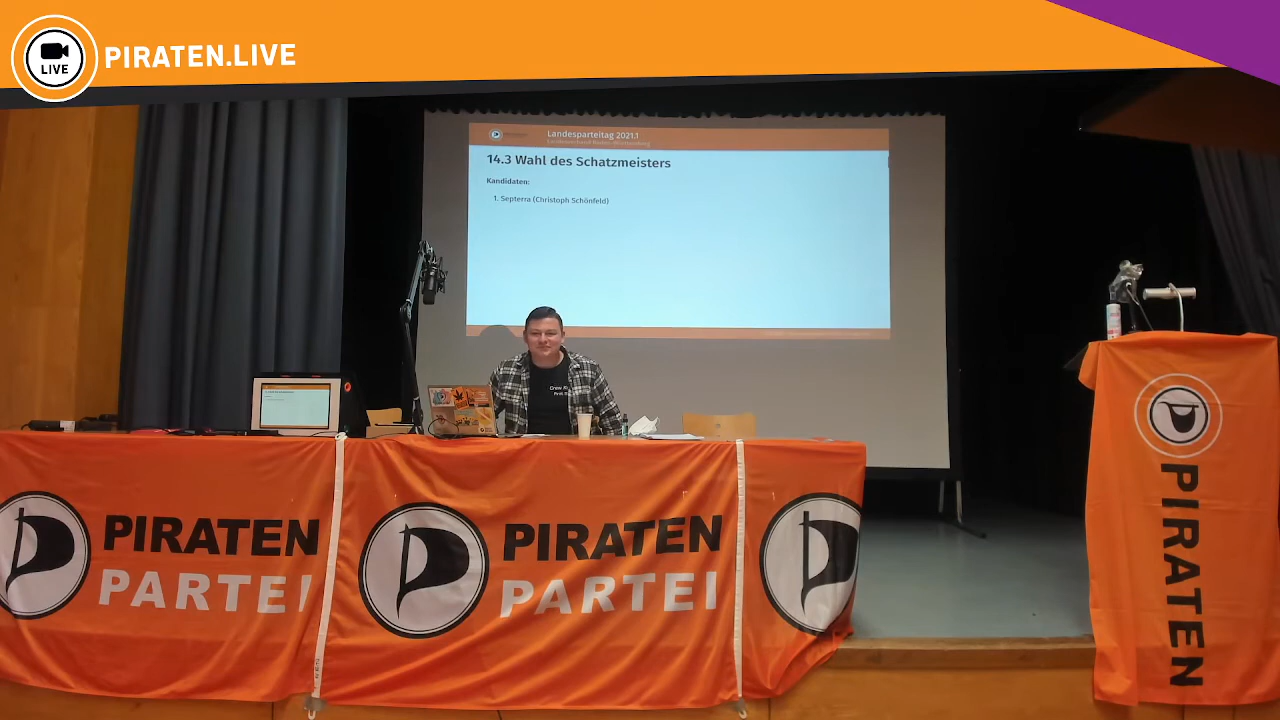 LIVE
PIRATEN.LIVE
Landesparteitag 2021.1
14.3 Wahl des Schatzmeisters
Kandidaten:
1. Septerra (Christoph Schönfeld)
PIRATEN
PARTEI
PIRATEN
PARTEI
PIRATEN